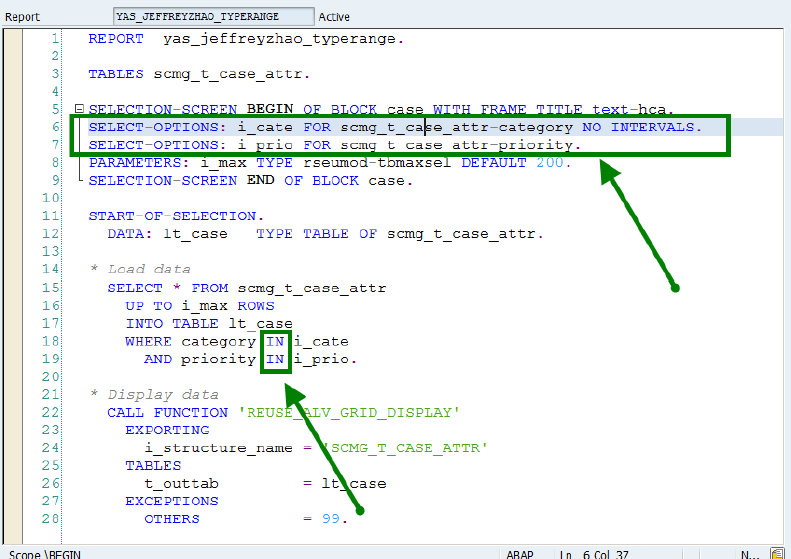 Report YAS_JEFFREYZHAO_TYPERANGE Active
1 REPORT yas_jeffreyzhao_typerange.
2
3 TABLES scmg_t_case_attr.
4
5 SELECTION-SCREEN BEGIN OF BLOCK case WITH FRAME TITLE text-hca.
6 SELECT-OPTIONS: i_cate FOR scmg_t_case_attr-category NO INTERVALS.
7 SELECT-OPTIONS: i_prio FOR scmg_t_case_attr-priority.
8 PARAMETERS: i_max TYPE rseumod-tbmaxsel DEFAULT 200.
9 SELECTION-SCREEN END OF BLOCK case.
10
11 START-OF-SELECTION.
12 DATA: lt_case TYPE TABLE OF scmg_t_case_attr.
13
14 * Load data
15 SELECT * FROM scmg_t_case_attr
16 UP TO i_max ROWS
17 INTO TABLE lt_case
18 WHERE category IN i_cate
19 AND priority IN i_prio.
20
21 * Display data
22 CALL FUNCTION 'REUSE_ALV_GRID_DISPLAY'
23 EXPORTING
24 i_structure_name = 'SCMG_T_CASE_ATTR'
25 TABLES
26 t_outtab = lt_case
27 EXCEPTIONS
28 OTHERS = 99.
Scope \BEGIN ABAP Ln 6 Col 37 N...